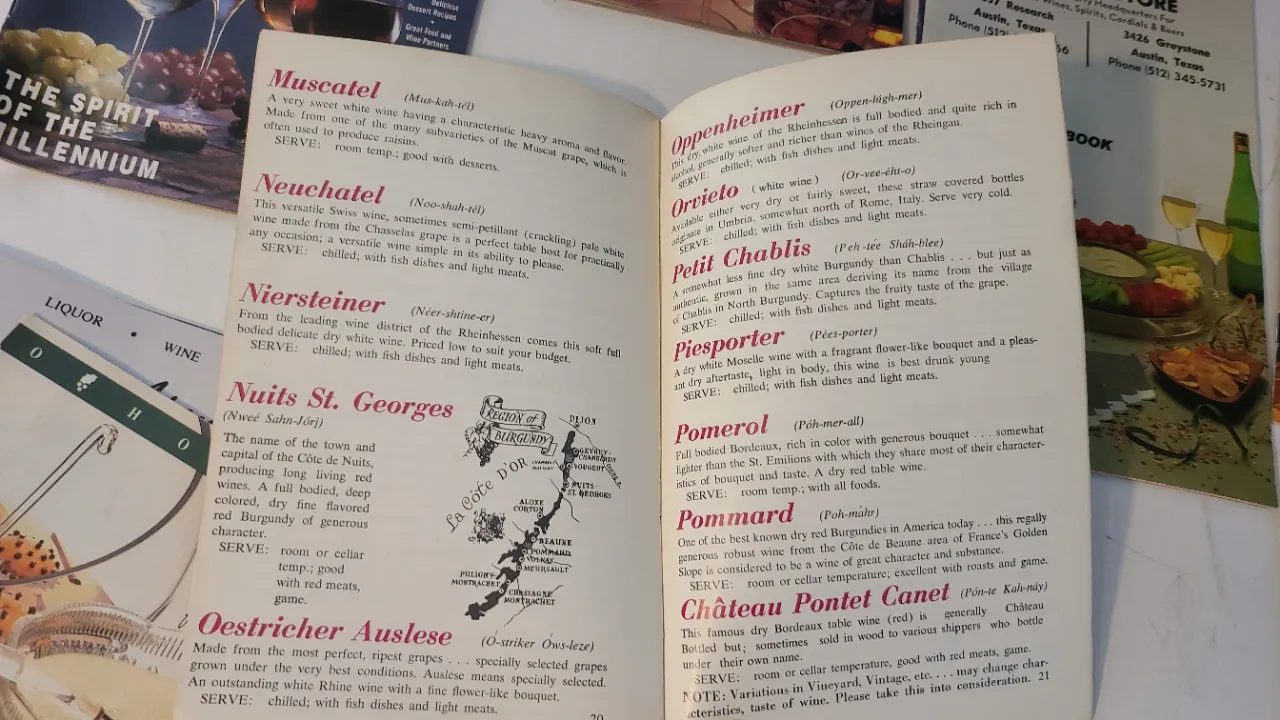 THE SPIRIT
OF THE
ILLENNIUM
Delicious
Dessert Recipes
Great Food and
Wine Partners
LIQUOR • WINE
O H O
Muscatel (Mus-kah-tél)
A very sweet white wine having a characteristic heavy aroma and flavor.
Made from one of the many subvarieties of the Muscat grape, which is
often used to produce raisins.
SERVE: room temp.; good with desserts.
Neuchatel (Noo-shah-tél)
This versatile Swiss wine, sometimes semi-petillant (crackling) pale white
wine made from the Chasselas grape is a perfect table host for practically
any occasion; a versatile wine simple in its ability to please.
SERVE: chilled; with fish dishes and light meats.
Niersteiner (Néer-shtine-er)
From the leading wine district of the Rheinhessen comes this soft full
bodied delicate dry white wine. Priced low to suit your budget.
SERVE: chilled; with fish dishes and light meats.
Nuits St. Georges
(Nweé Sahn-Jórj)
The name of the town and
capital of the Côte de Nuits,
producing long living red
wines. A full bodied, deep
colored, dry fine flavored
red Burgundy of generous
character.
SERVE: room or cellar
temp.; good
with red meats,
game.
REGION of
BURGUNDY
DIJON
GEVREY-
CHAMBERTIN
VOUGEOT
NUITS-
ST. GEORGES
La CÔTE D'OR
ALOXE
CORTON
BEAUNE
POMMARD
VOLNAY
MEURSAULT
PULIGNY
MONTRACHET
CHASSAGNE
MONTRACHET
Oestricher Auslese (Ó-striker Ows-leze)
Made from the most perfect, ripest grapes . . . specially selected grapes
grown under the very best conditions. Auslese means specially selected.
An outstanding white Rhine wine with a fine flower-like bouquet.
SERVE: chilled; with fish dishes and light meats.
20
Oppenheimer (Oppen-high-mer)
This dry, white wine of the Rheinhessen is full bodied and quite rich in
alcohol, generally softer and richer than wines of the Rheingau.
SERVE: chilled; with fish dishes and light meats.
Orvieto (white wine) (Or-vee-éht-o)
Available either very dry or fairly sweet, these straw covered bottles
originate in Umbria, somewhat north of Rome, Italy. Serve very cold.
SERVE: chilled; with fish dishes and light meats.
Petit Chablis (Peh-tée Sháh-blee)
A somewhat less fine dry white Burgundy than Chablis . . . but just as
authentic, grown in the same area deriving its name from the village
of Chablis in North Burgundy. Captures the fruity taste of the grape.
SERVE: chilled; with fish dishes and light meats.
Piesporter (Pées-porter)
A dry white Moselle wine with a fragrant flower-like bouquet and a pleas-
ant dry aftertaste, light in body, this wine is best drunk young
SERVE: chilled; with fish dishes and light meats.
Pomerol (Póh-mer-all)
Full bodied Bordeaux, rich in color with generous bouquet . . . somewhat
lighter than the St. Emilions with which they share most of their character-
istics of bouquet and taste. A dry red table wine.
SERVE: room temp.; with all foods.
Pommard (Poh-máhr)
One of the best known dry red Burgundies in America today . . . this regally
generous robust wine from the Côte de Beaune area of France's Golden
Slope is considered to be a wine of great character and substance.
SERVE: room or cellar temperature; excellent with roasts and game.
Château Pontet Canet (Pón-te Kah-náy)
This famous dry Bordeaux table wine (red) is generally Château
Bottled but; sometimes sold in wood to various shippers who bottle
under their own name.
SERVE: room or cellar temperature, good with red meats, game.
NOTE: Variations in Vineyard, Vintage, etc. . . . may change char-
acteristics, taste of wine. Please take this into consideration. 21
TORE
Headquarters For
Wines, Spirits, Cordials & Beers
Research
Austin, Texas
Phone (512)
66
3426 Greystone
Austin, Texas
Phone (512) 345-5731
BOOK